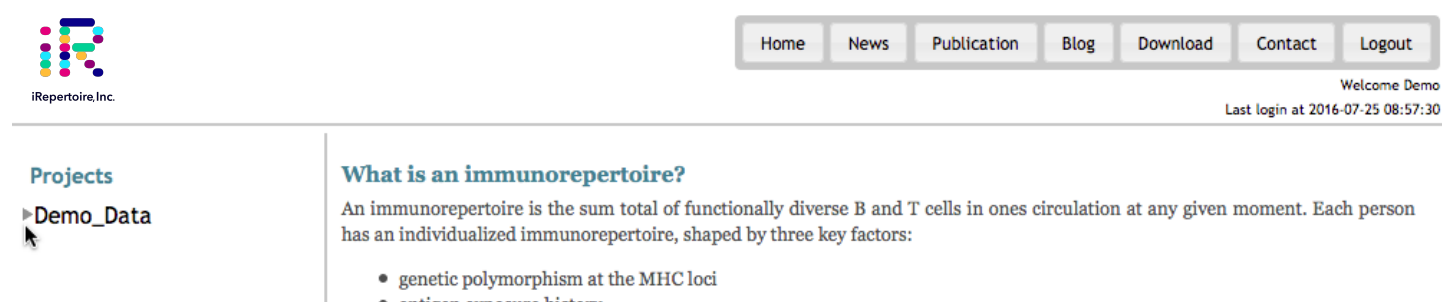 iR
iRepertoire, Inc.
Home News Publication Blog Download Contact Logout
Welcome Demo
Last login at 2016-07-25 08:57:30
Projects
Demo_Data
What is an immunorepertoire?
An immunorepertoire is the sum total of functionally diverse B and T cells in ones circulation at any given moment. Each person
has an individualized immunorepertoire, shaped by three key factors:
• genetic polymorphism at the MHC loci